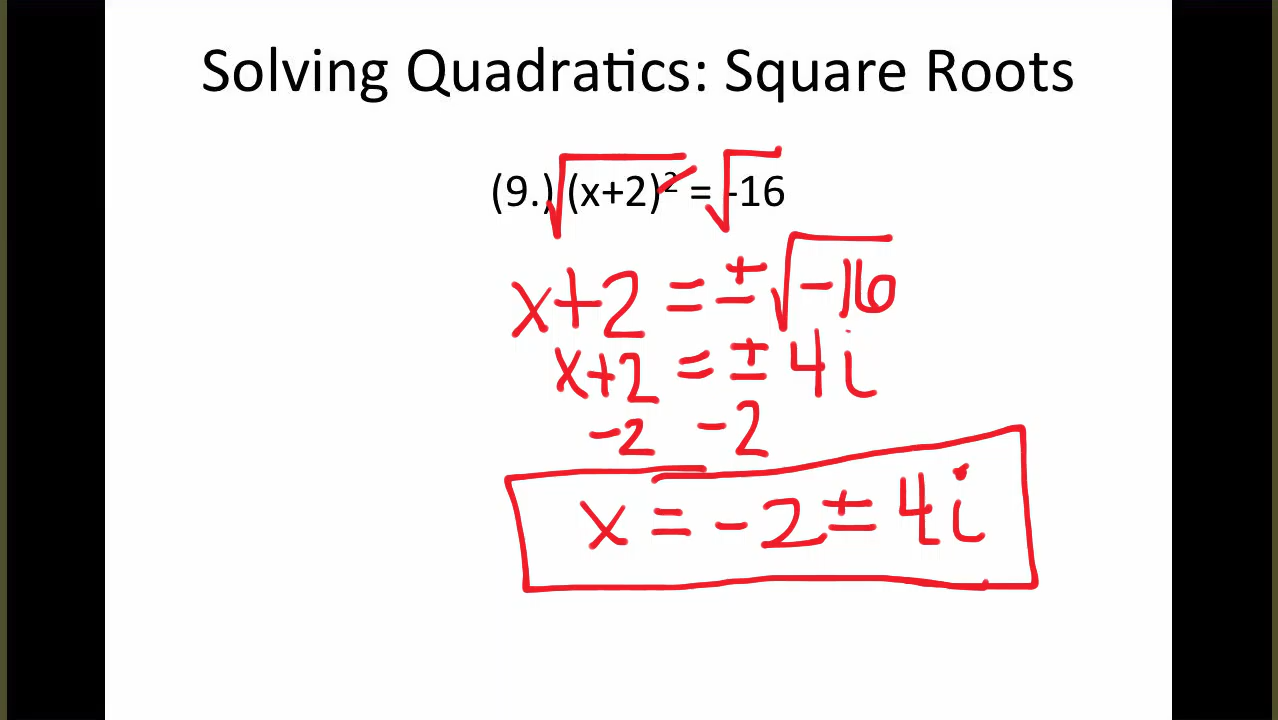 Solving Quadratics: Square Roots
(9.) √(x+2)² = √-16
x+2 = ±√-16
x+2 = ± 4i
-2 -2
x = -2 ± 4i